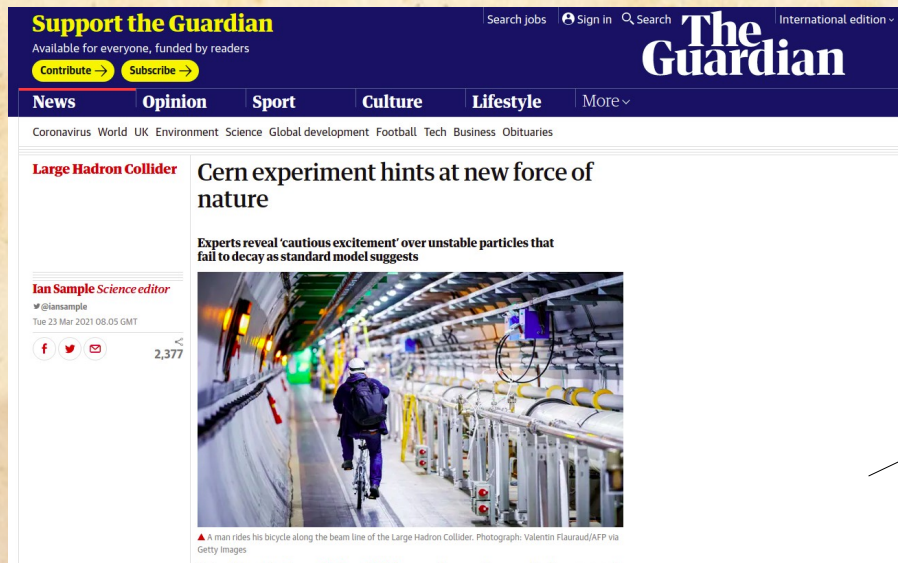 Support the Guardian
Available for everyone, funded by readers
Contribute →
Subscribe →
Search jobs
Sign in
Search
International edition
The
Guardian
News
Opinion
Sport
Culture
Lifestyle
More
Coronavirus World UK Environment Science Global development Football Tech Business Obituaries
Large Hadron Collider
Cern experiment hints at new force of
nature
Experts reveal ‘cautious excitement’ over unstable particles that
fail to decay as standard model suggests
Ian Sample Science editor
@iansample
Tue 23 Mar 2021 08.05 GMT
2,377
A man rides his bicycle along the beam line of the Large Hadron Collider. Photograph: Valentin Flauraud/AFP via
Getty Images